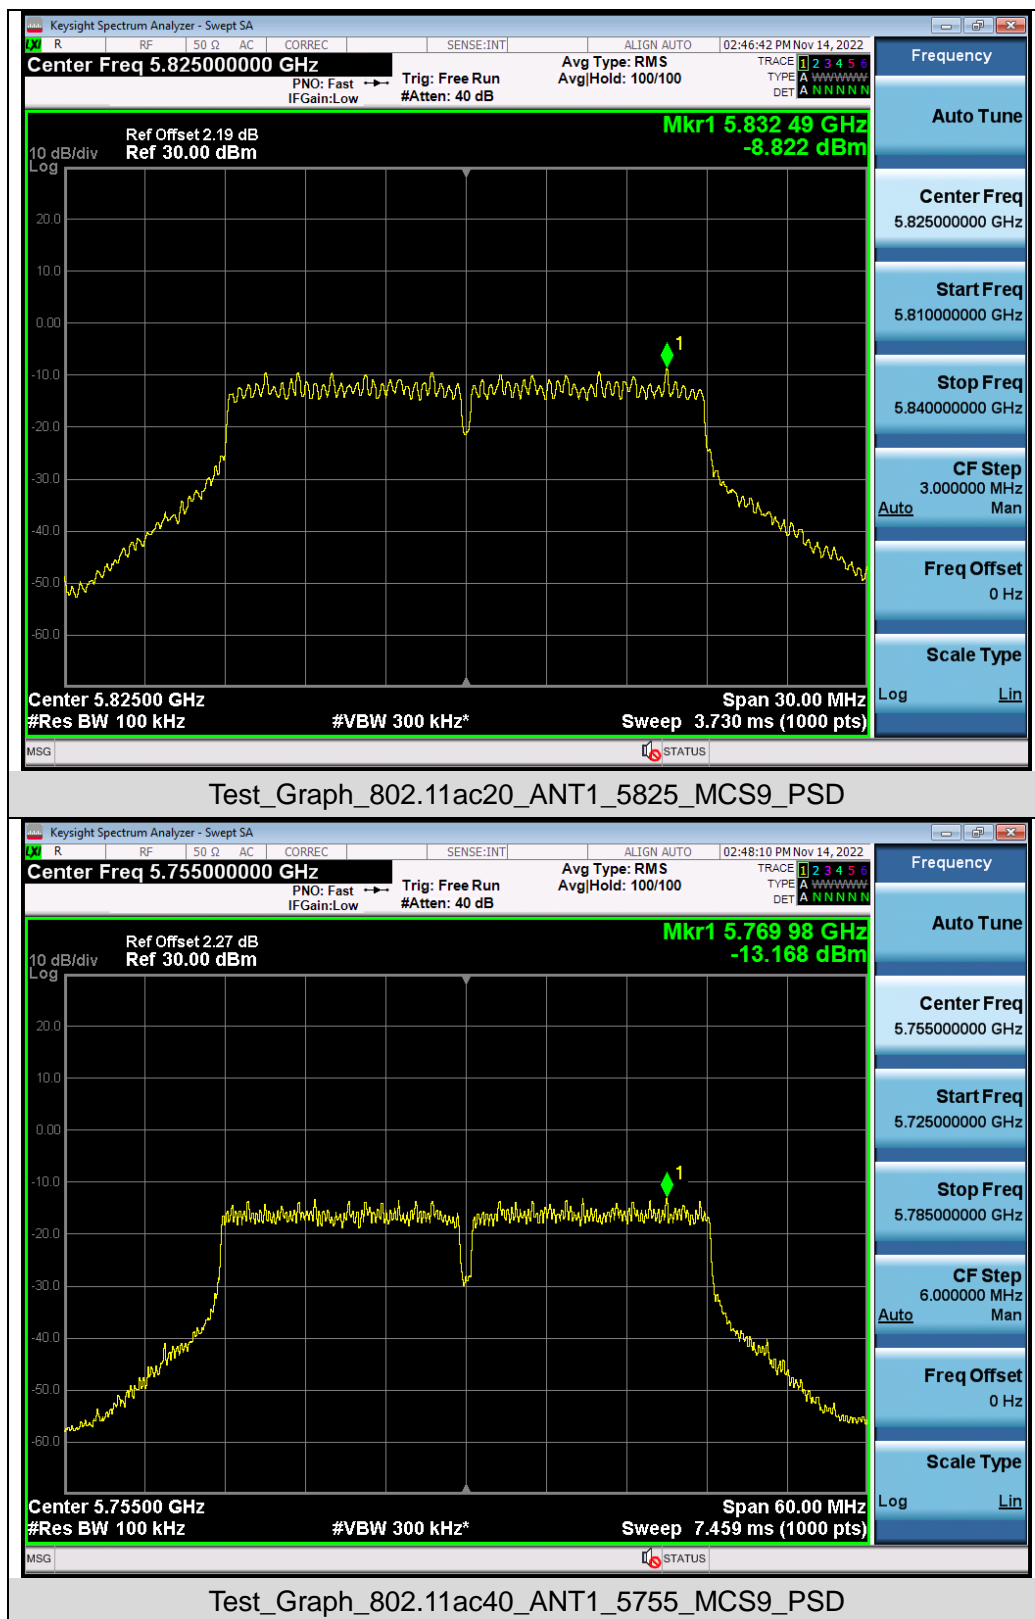 Keysight Spectrum Analyzer - Swept SA
LXI R RF 50 Ω AC CORREC SENSE:INT ALIGN AUTO 02:46:42 PM Nov 14, 2022
Center Freq 5.825000000 GHz
PNO: Fast
IFGain:Low
Trig: Free Run
#Atten: 40 dB
Avg Type: RMS
Avg|Hold: 100/100
TRACE 1 2 3 4 5 6
TYPE A WWWWW
DET A N N N N N
Ref Offset 2.19 dB
10 dB/div Ref 30.00 dBm
Log
Mkr1 5.832 49 GHz
-8.822 dBm
1
20.0
10.0
0.00
-10.0
-20.0
-30.0
-40.0
-50.0
-60.0
Center 5.82500 GHz Span 30.00 MHz
#Res BW 100 kHz #VBW 300 kHz* Sweep 3.730 ms (1000 pts)
MSG STATUS
Frequency
Auto Tune
Center Freq
5.825000000 GHz
Start Freq
5.810000000 GHz
Stop Freq
5.840000000 GHz
CF Step
3.000000 MHz
Auto Man
Freq Offset
0 Hz
Scale Type
Log Lin
Test_Graph_802.11ac20_ANT1_5825_MCS9_PSD
Keysight Spectrum Analyzer - Swept SA
LXI R RF 50 Ω AC CORREC SENSE:INT ALIGN AUTO 02:48:10 PM Nov 14, 2022
Center Freq 5.755000000 GHz
PNO: Fast
IFGain:Low
Trig: Free Run
#Atten: 40 dB
Avg Type: RMS
Avg|Hold: 100/100
TRACE 1 2 3 4 5 6
TYPE A WWWWW
DET A N N N N N
Ref Offset 2.27 dB
10 dB/div Ref 30.00 dBm
Log
Mkr1 5.769 98 GHz
-13.168 dBm
1
20.0
10.0
0.00
-10.0
-20.0
-30.0
-40.0
-50.0
-60.0
Center 5.75500 GHz Span 60.00 MHz
#Res BW 100 kHz #VBW 300 kHz* Sweep 7.459 ms (1000 pts)
MSG STATUS
Frequency
Auto Tune
Center Freq
5.755000000 GHz
Start Freq
5.725000000 GHz
Stop Freq
5.785000000 GHz
CF Step
6.000000 MHz
Auto Man
Freq Offset
0 Hz
Scale Type
Log Lin
Test_Graph_802.11ac40_ANT1_5755_MCS9_PSD